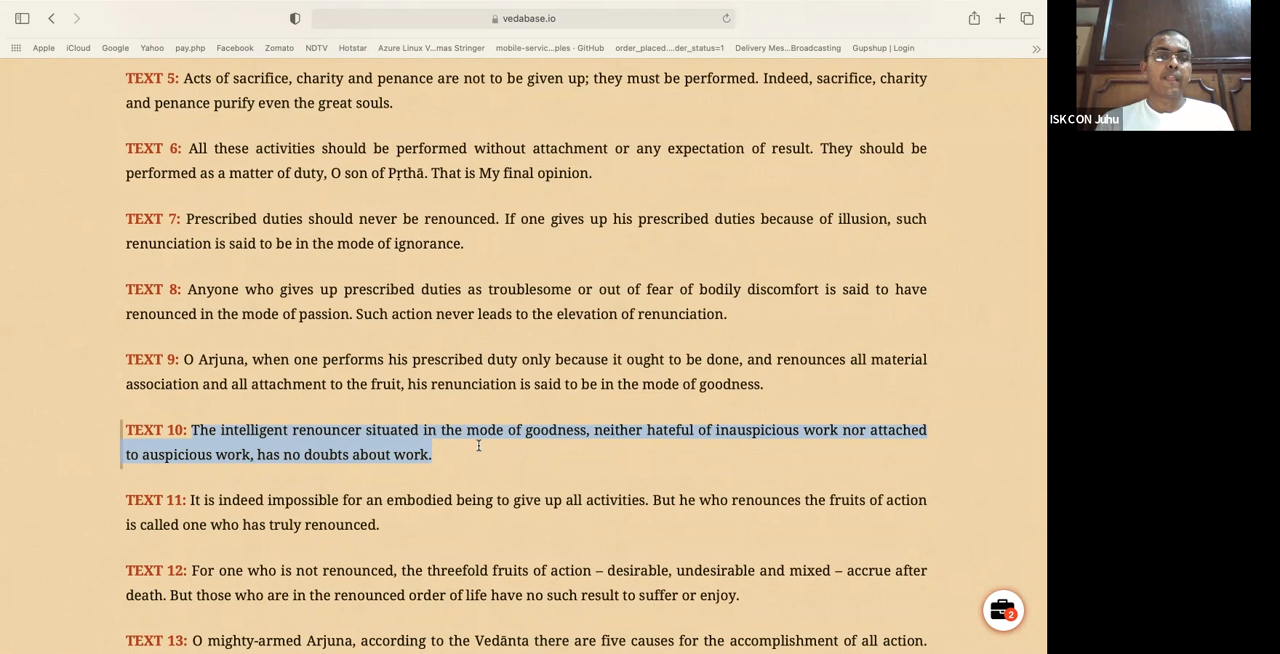 vedabase.io
Apple iCloud Google Yahoo pay.php Facebook Zomato NDTV Hotstar Azure Linux V...mas Stringer mobile-servic...ples · GitHub order_placed....der_status=1 Delivery Mes...Broadcasting Gupshup | Login
TEXT 5: Acts of sacrifice, charity and penance are not to be given up; they must be performed. Indeed, sacrifice, charity
and penance purify even the great souls.
TEXT 6: All these activities should be performed without attachment or any expectation of result. They should be
performed as a matter of duty, O son of Pṛthā. That is My final opinion.
TEXT 7: Prescribed duties should never be renounced. If one gives up his prescribed duties because of illusion, such
renunciation is said to be in the mode of ignorance.
TEXT 8: Anyone who gives up prescribed duties as troublesome or out of fear of bodily discomfort is said to have
renounced in the mode of passion. Such action never leads to the elevation of renunciation.
TEXT 9: O Arjuna, when one performs his prescribed duty only because it ought to be done, and renounces all material
association and all attachment to the fruit, his renunciation is said to be in the mode of goodness.
TEXT 10: The intelligent renouncer situated in the mode of goodness, neither hateful of inauspicious work nor attached
to auspicious work, has no doubts about work.
TEXT 11: It is indeed impossible for an embodied being to give up all activities. But he who renounces the fruits of action
is called one who has truly renounced.
TEXT 12: For one who is not renounced, the threefold fruits of action – desirable, undesirable and mixed – accrue after
death. But those who are in the renounced order of life have no such result to suffer or enjoy.
TEXT 13: O mighty-armed Arjuna, according to the Vedānta there are five causes for the accomplishment of all action.
2
ISKCON Juhu